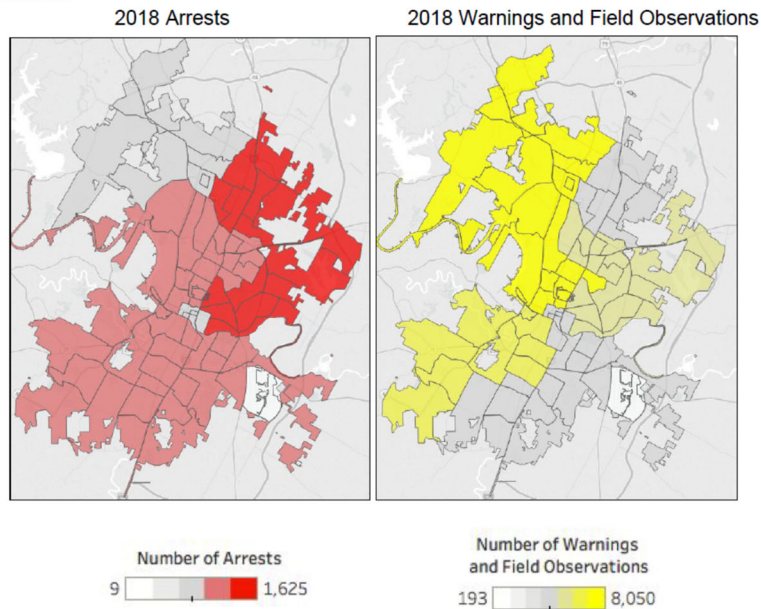 2018 Arrests
2018 Warnings and Field Observations
Number of Arrests
9
1,625
Number of Warnings
and Field Observations
193
8,050